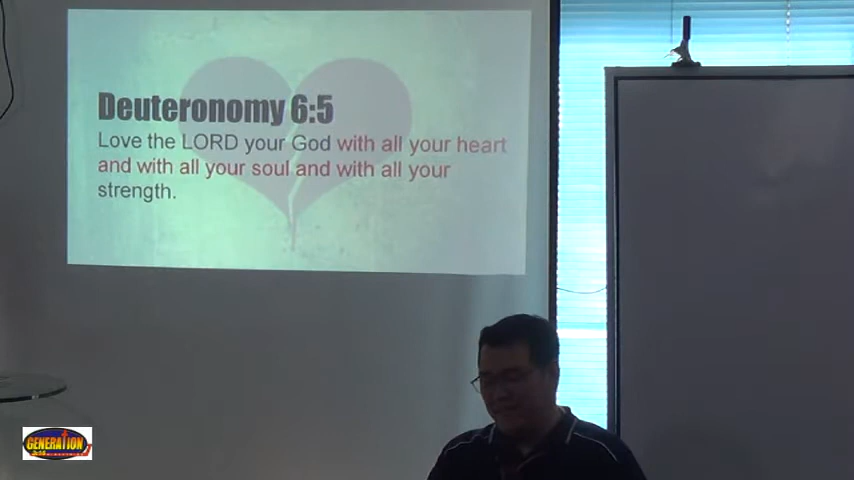 Deuteronomy 6:5
Love the LORD your God with all your heart
and with all your soul and with all your
strength.
GENERATION